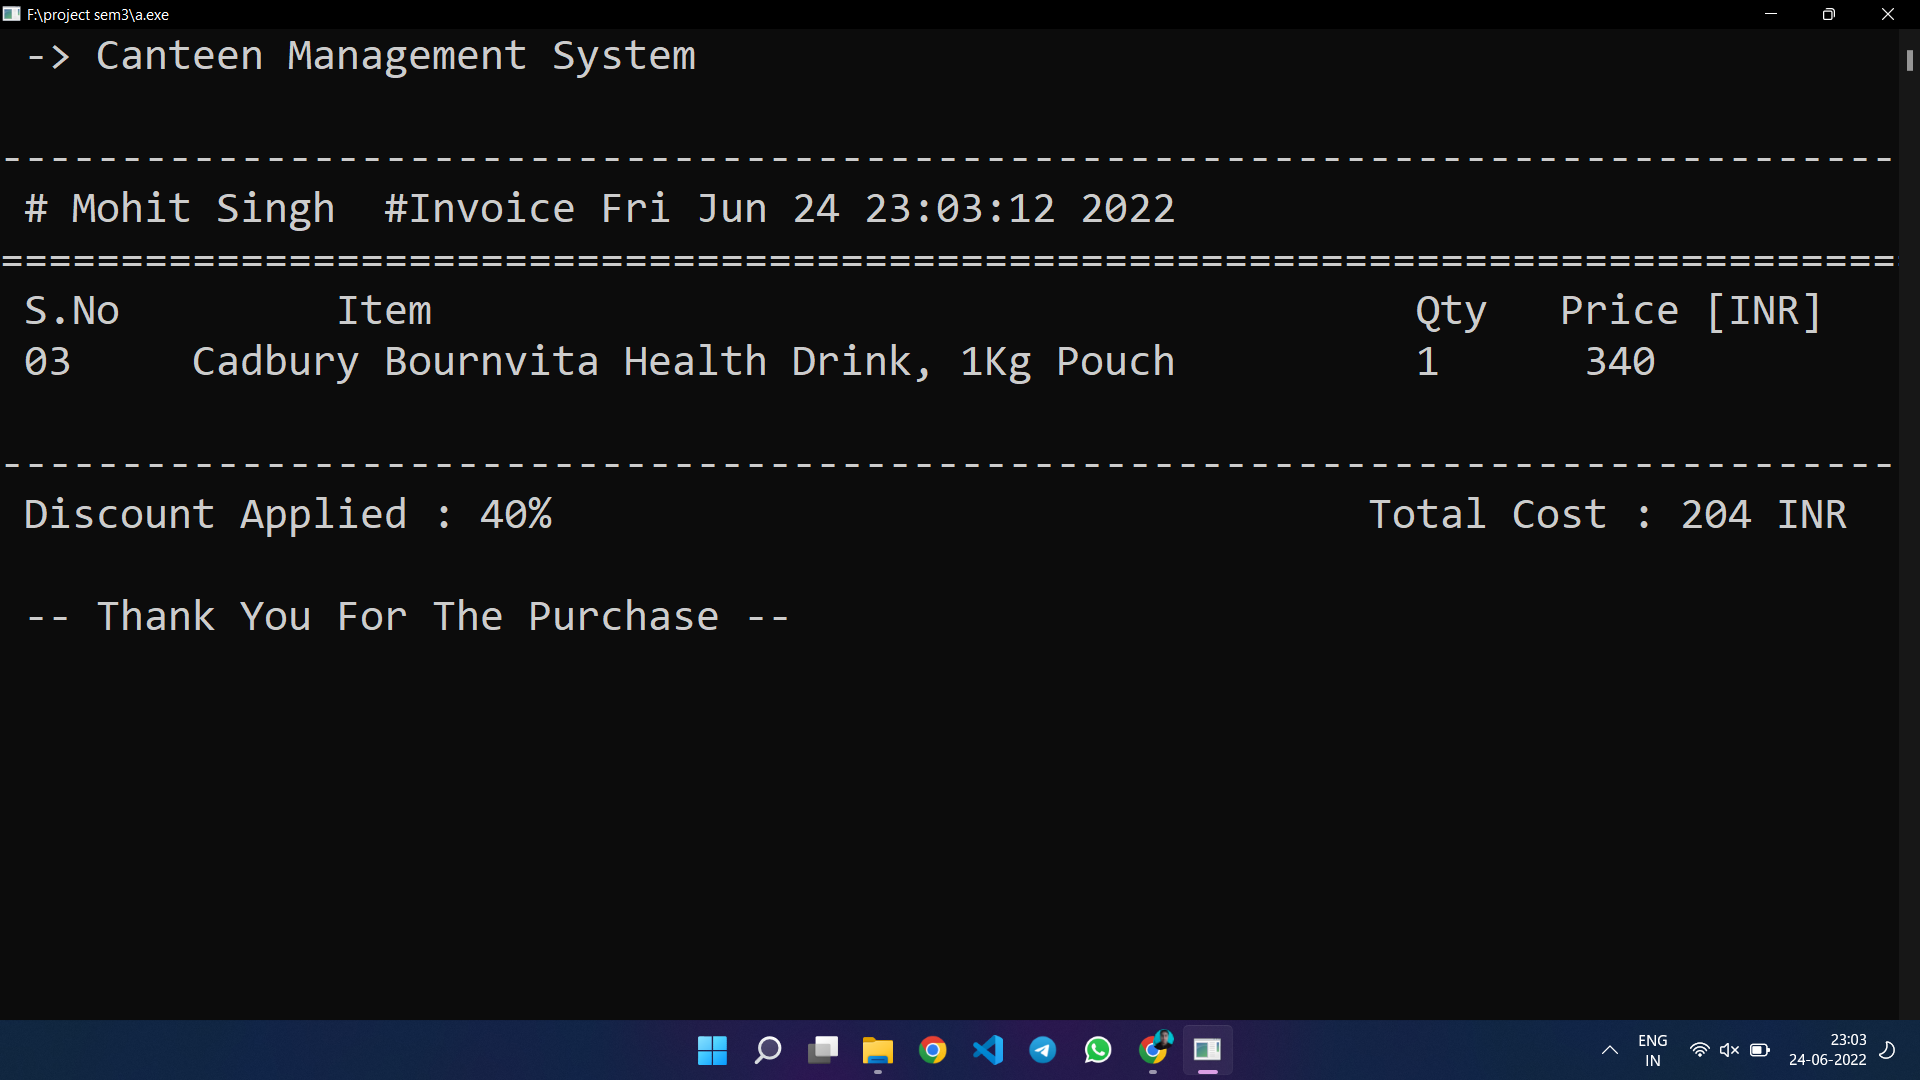 F:\project sem3\a.exe
-> Canteen Management System
--------------------------------------------------------------------------------
# Mohit Singh  #Invoice Fri Jun 24 23:03:12 2022
================================================================================
S.No         Item                                         Qty   Price [INR]
03     Cadbury Bournvita Health Drink, 1Kg Pouch          1      340
--------------------------------------------------------------------------------
Discount Applied : 40%                                  Total Cost : 204 INR
-- Thank You For The Purchase --
ENG
IN
23:03
24-06-2022